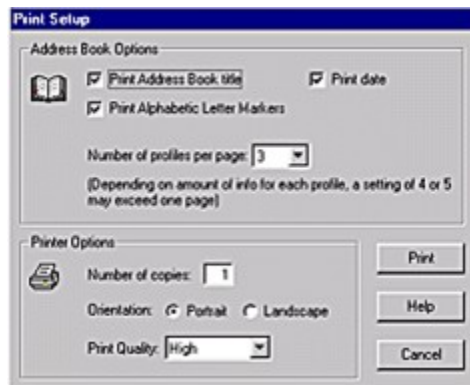 Print Setup
Address Book Options
Print Address Book title
Print date
Print Alphabetic Letter Markers
Number of profiles per page: 3
(Depending on amount of info for each profile, a setting of 4 or 5
may exceed one page)
Printer Options
Number of copies: 1
Orientation: Portrait Landscape
Print Quality: High
Print
Help
Cancel